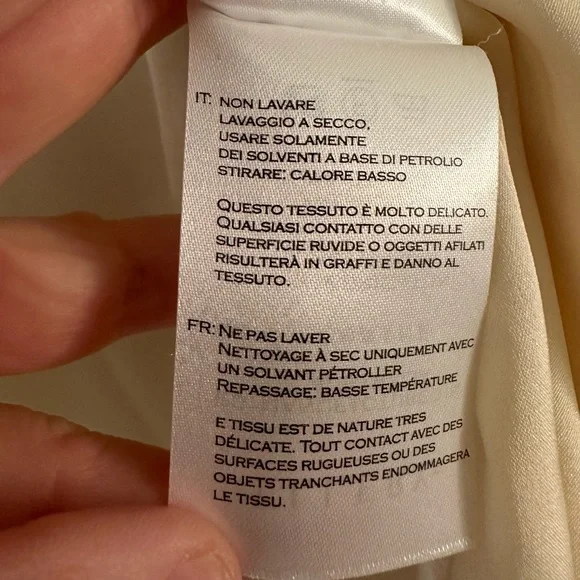 IT: NON LAVARE
LAVAGGIO A SECCO,
USARE SOLAMENTE
DEI SOLVENTI A BASE DI PETROLIO
STIRARE: CALORE BASSO
QUESTO TESSUTO È MOLTO DELICATO.
QUALSIASI CONTATTO CON DELLE
SUPERFICIE RUVIDE O OGGETTI AFILATI
RISULTERÀ IN GRAFFI E DANNO AL
TESSUTO.
FR: NE PAS LAVER
NETTOYAGE À SEC UNIQUEMENT AVEC
UN SOLVANT PÉTROLLER
REPASSAGE: BASSE TEMPÉRATURE
E TISSU EST DE NATURE TRES
DÉLICATE. TOUT CONTACT AVEC DES
SURFACES RUGUEUSES OU DES
OBJETS TRANCHANTS ENDOMMAGERA
LE TISSU.